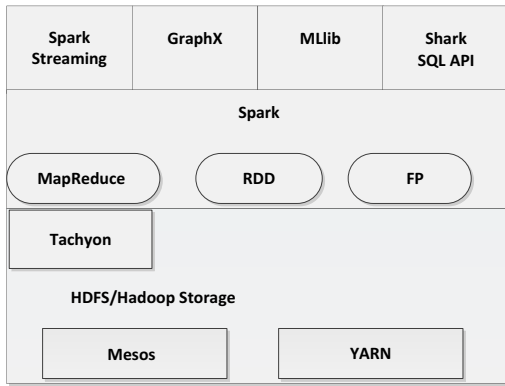 Spark
Streaming
GraphX
MLlib
Shark
SQL API
Spark
MapReduce
RDD
FP
Tachyon
HDFS/Hadoop Storage
Mesos
YARN